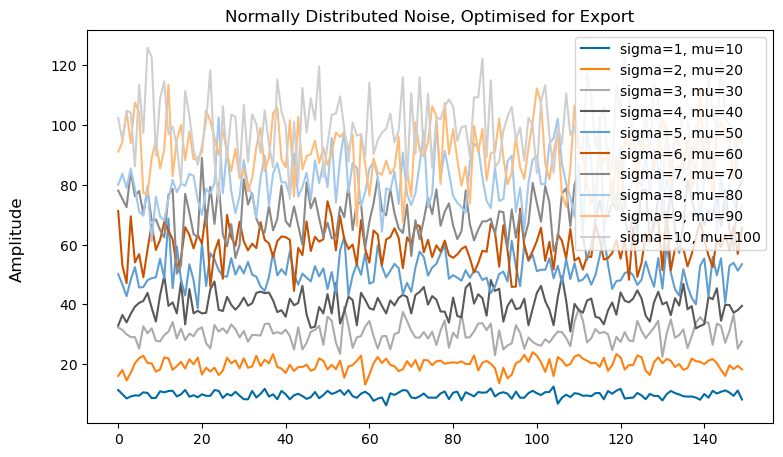 Normally Distributed Noise, Optimised for Export
Amplitude
120
100
80
60
40
20
0
20
40
60
80
100
120
140
sigma=1, mu=10
sigma=2, mu=20
sigma=3, mu=30
sigma=4, mu=40
sigma=5, mu=50
sigma=6, mu=60
sigma=7, mu=70
sigma=8, mu=80
sigma=9, mu=90
sigma=10, mu=100